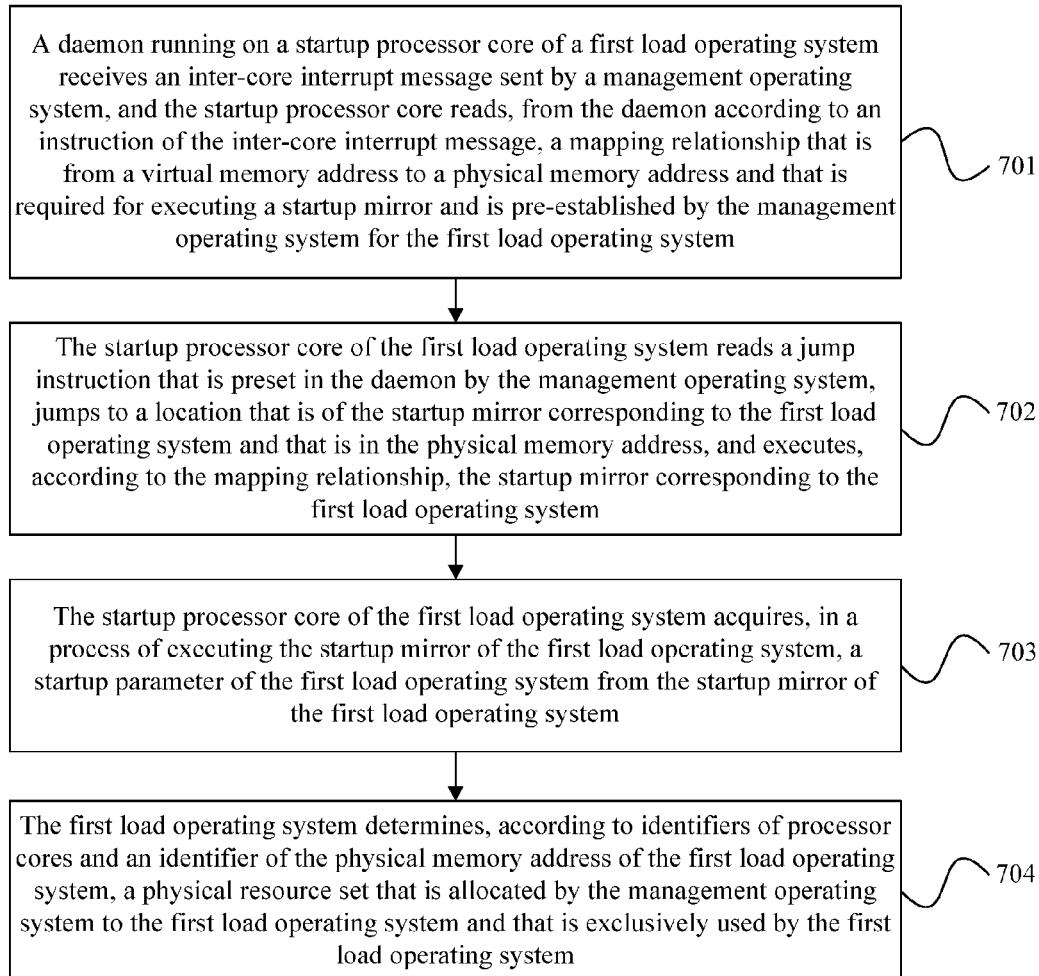 A daemon running on a startup processor core of a first load operating system
receives an inter-core interrupt message sent by a management operating
system, and the startup processor core reads, from the daemon according to an
instruction of the inter-core interrupt message, a mapping relationship that is
from a virtual memory address to a physical memory address and that is
required for executing a startup mirror and is pre-established by the management
operating system for the first load operating system
701
The startup processor core of the first load operating system reads a jump
instruction that is preset in the daemon by the management operating system,
jumps to a location that is of the startup mirror corresponding to the first load
operating system and that is in the physical memory address, and executes,
according to the mapping relationship, the startup mirror corresponding to the
first load operating system
702
The startup processor core of the first load operating system acquires, in a
process of executing the startup mirror of the first load operating system, a
startup parameter of the first load operating system from the startup mirror of
the first load operating system
703
The first load operating system determines, according to identifiers of processor
cores and an identifier of the physical memory address of the first load operating
system, a physical resource set that is allocated by the management operating
system to the first load operating system and that is exclusively used by the first
load operating system
704